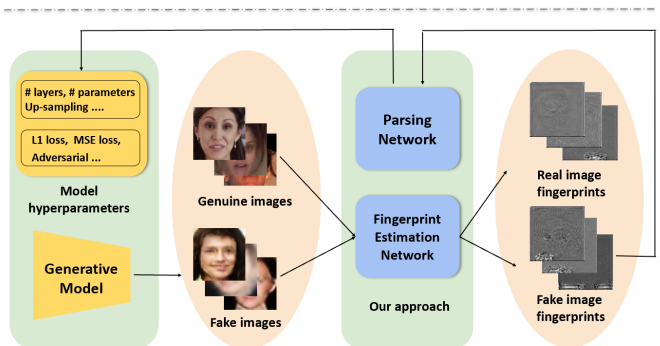 # layers, # parameters
Up-sampling ....
L1 loss, MSE loss,
Adversarial ...
Model
hyperparameters
Generative
Model
Genuine images
Fake images
Parsing
Network
Fingerprint
Estimation
Network
Our approach
Real image
fingerprints
Fake image
fingerprints